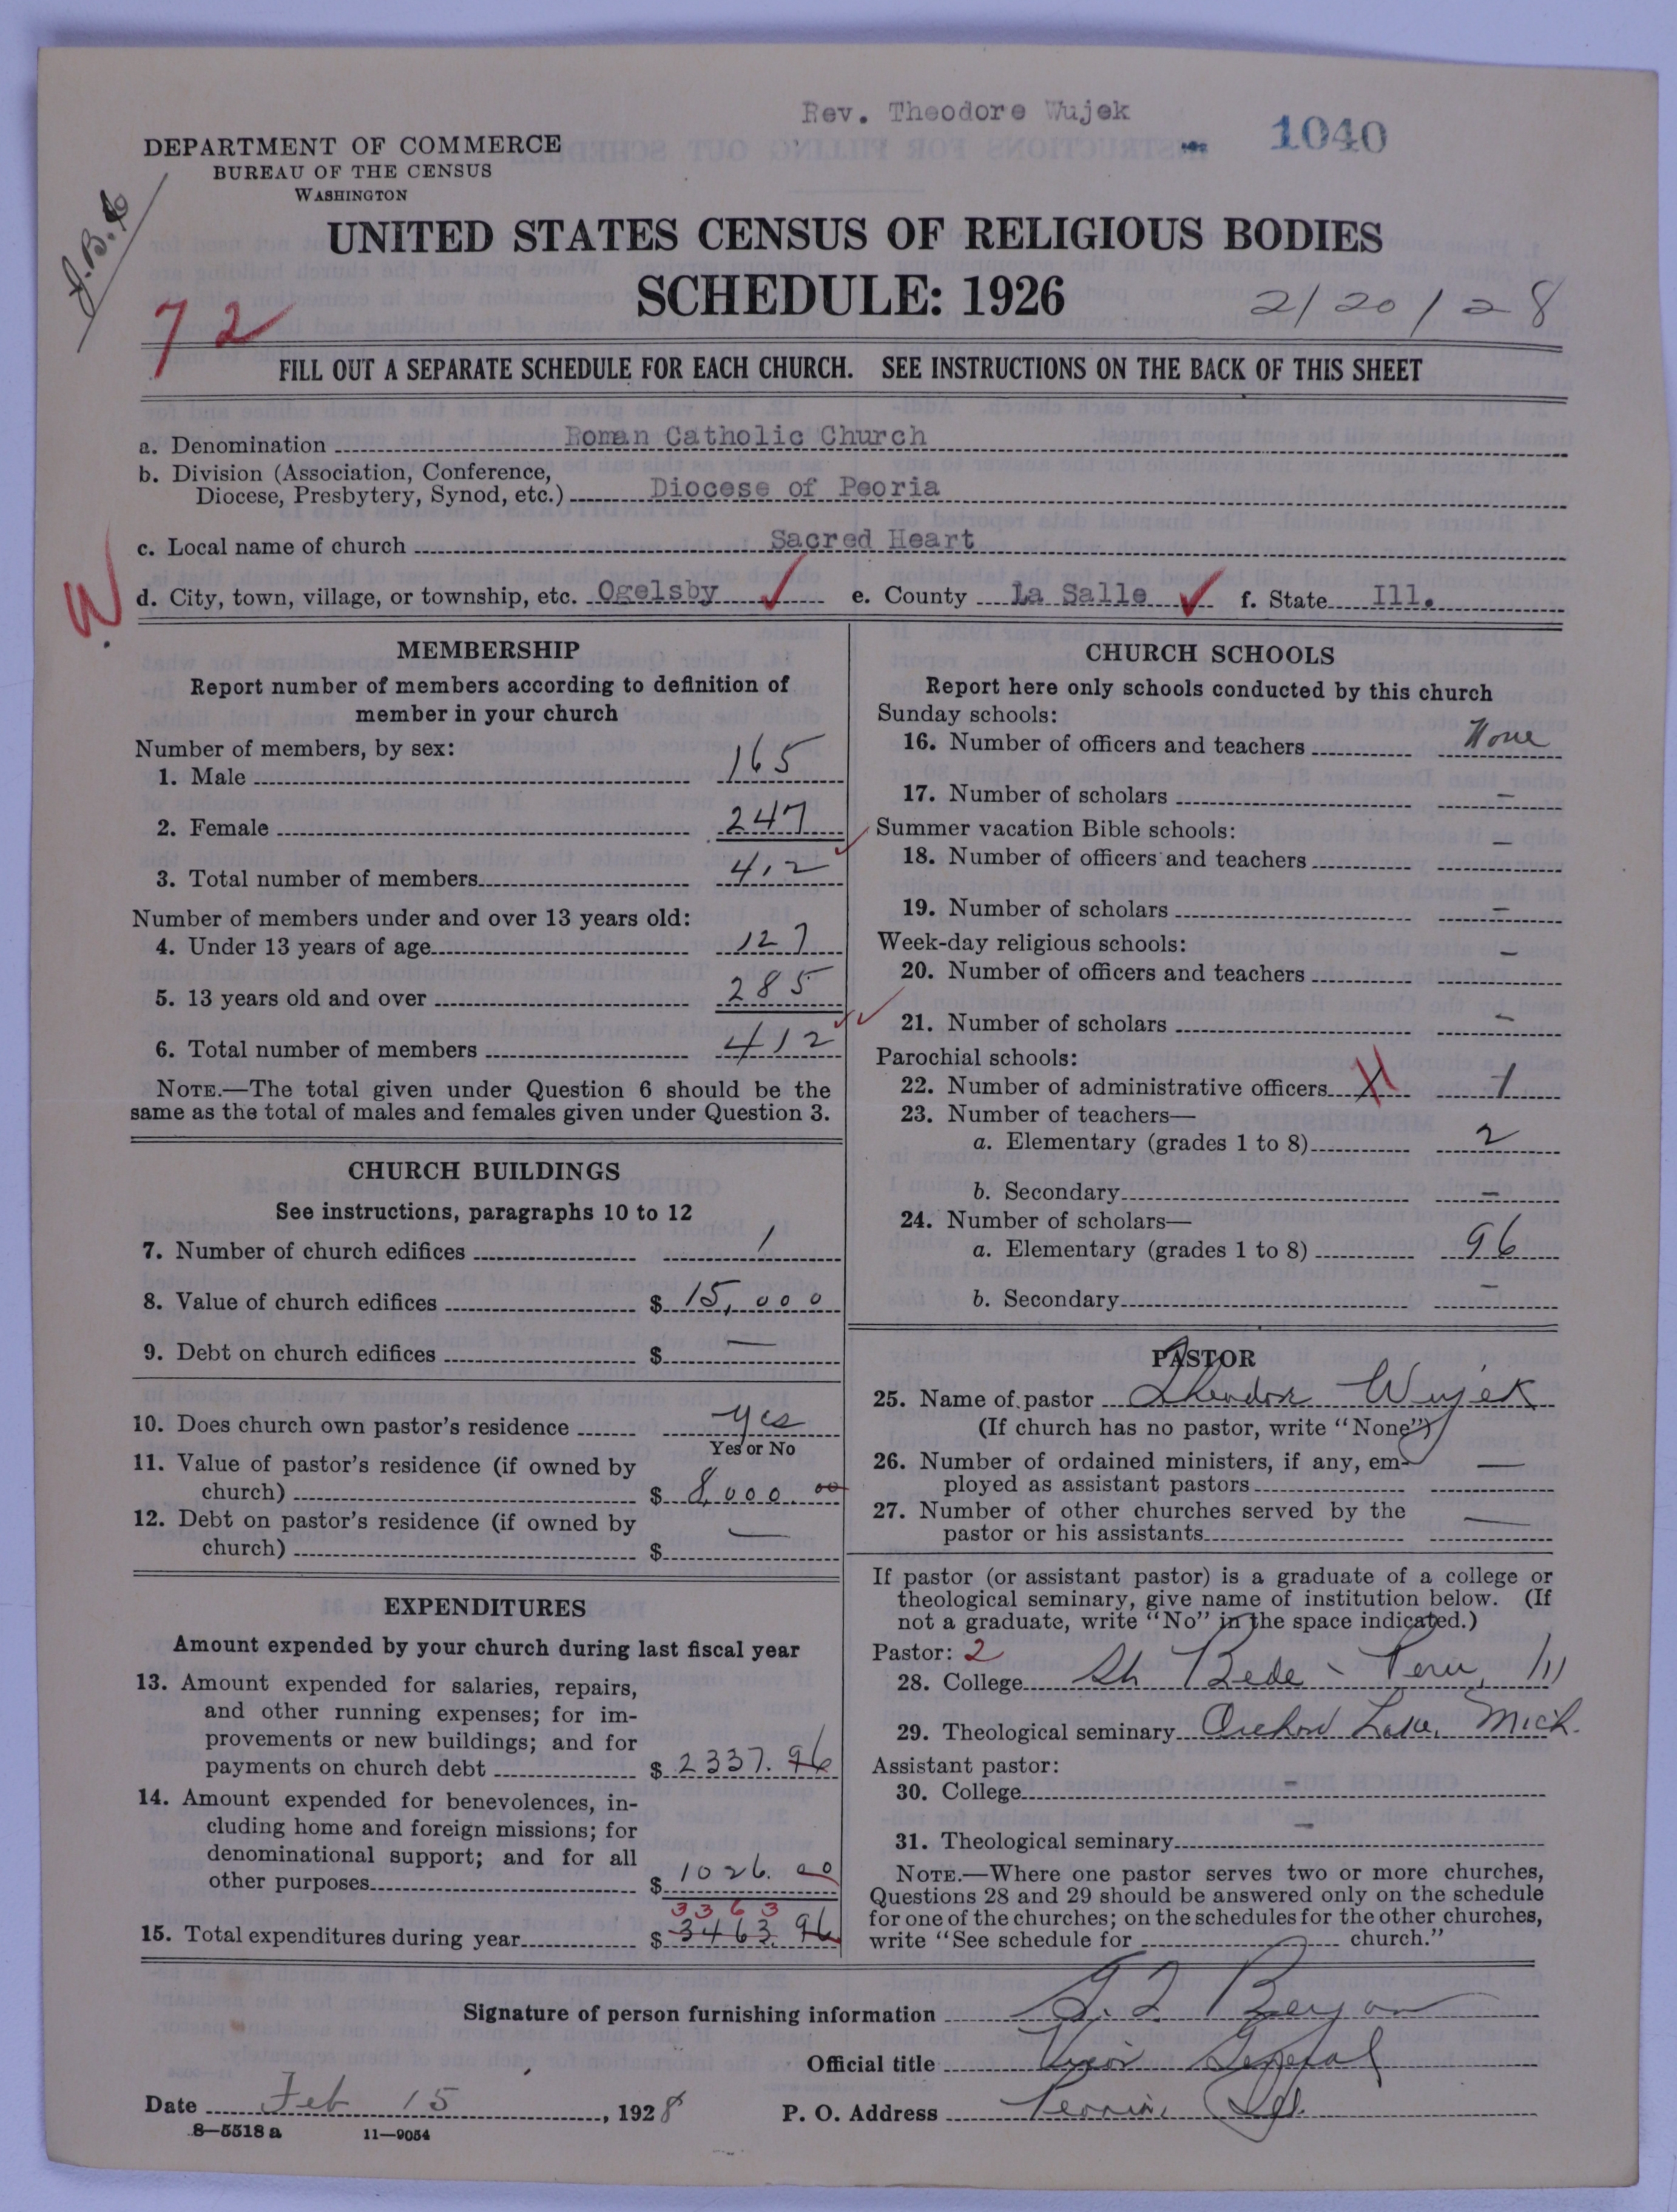 Rev. Theodore Wujek
1040
DEPARTMENT OF COMMERCE
BUREAU OF THE CENSUS
WASHINGTON
J.B.
UNITED STATES CENSUS OF RELIGIOUS BODIES
SCHEDULE: 1926
2/20/28
72
FILL OUT A SEPARATE SCHEDULE FOR EACH CHURCH. SEE INSTRUCTIONS ON THE BACK OF THIS SHEET
a. Denomination Roman Catholic Church
b. Division (Association, Conference,
Diocese, Presbytery, Synod, etc.) Diocese of Peoria
c. Local name of church Sacred Heart
W
d. City, town, village, or township, etc. Ogelsby e. County La Salle f. State Ill.
MEMBERSHIP
Report number of members according to definition of
member in your church
Number of members, by sex:
1. Male 165
2. Female 247
3. Total number of members 412
Number of members under and over 13 years old:
4. Under 13 years of age 127
5. 13 years old and over 285
6. Total number of members 412
NOTE.—The total given under Question 6 should be the
same as the total of males and females given under Question 3.
CHURCH BUILDINGS
See instructions, paragraphs 10 to 12
7. Number of church edifices 1
8. Value of church edifices $ 15,000
9. Debt on church edifices $ —
10. Does church own pastor's residence yes
Yes or No
11. Value of pastor's residence (if owned by
church) $ 8,000.00
12. Debt on pastor's residence (if owned by
church) $ —
EXPENDITURES
Amount expended by your church during last fiscal year
13. Amount expended for salaries, repairs,
and other running expenses; for im-
provements or new buildings; and for
payments on church debt $ 2337.96
14. Amount expended for benevolences, in-
cluding home and foreign missions; for
denominational support; and for all
other purposes $ 1026.00
3363
15. Total expenditures during year $ 3463.96
CHURCH SCHOOLS
Report here only schools conducted by this church
Sunday schools:
16. Number of officers and teachers None
17. Number of scholars –
Summer vacation Bible schools:
18. Number of officers and teachers –
19. Number of scholars –
Week-day religious schools:
20. Number of officers and teachers –
21. Number of scholars –
Parochial schools:
22. Number of administrative officers 1
23. Number of teachers—
a. Elementary (grades 1 to 8) 2
b. Secondary –
24. Number of scholars—
a. Elementary (grades 1 to 8) 96
b. Secondary –
PASTOR
25. Name of pastor Theodore Wujek
(If church has no pastor, write "None")
26. Number of ordained ministers, if any, em-
ployed as assistant pastors —
27. Number of other churches served by the
pastor or his assistants —
If pastor (or assistant pastor) is a graduate of a college or
theological seminary, give name of institution below. (If
not a graduate, write "No" in the space indicated.)
Pastor: 2
28. College St Bede - Peru, Ill
29. Theological seminary Orchard Lake, Mich.
Assistant pastor:
30. College –
31. Theological seminary –
NOTE.—Where one pastor serves two or more churches,
Questions 28 and 29 should be answered only on the schedule
for one of the churches; on the schedules for the other churches,
write "See schedule for church."
Signature of person furnishing information
Official title Vicar General
Date Feb 15, 1928 P. O. Address Peoria, Ill.
8—5518 a 11—9054